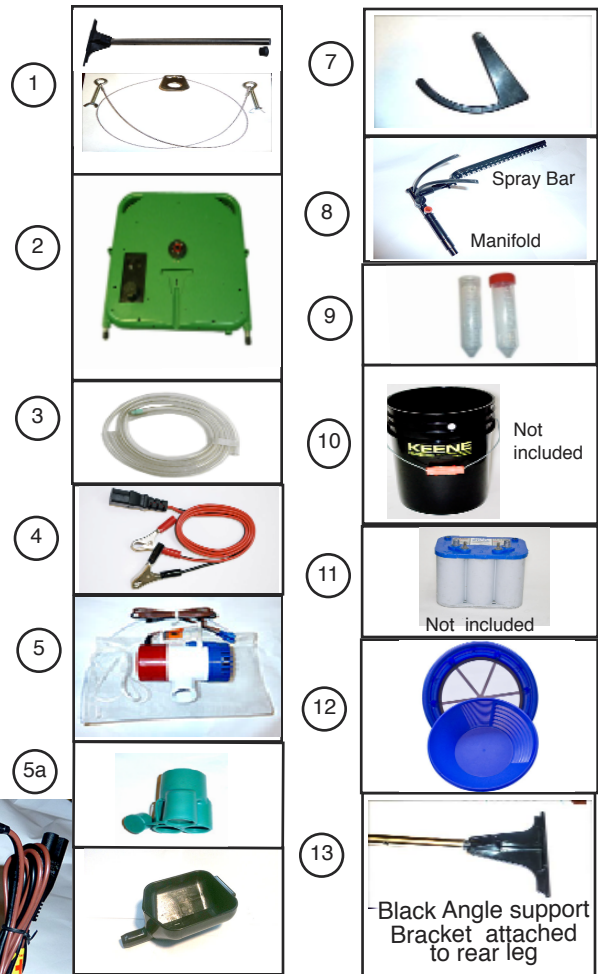 1
2
3
4
5
5a
7
8
Spray Bar
Manifold
9
10
KEENE
Not
included
11
Not included
12
13
Black Angle support
Bracket attached
to rear leg